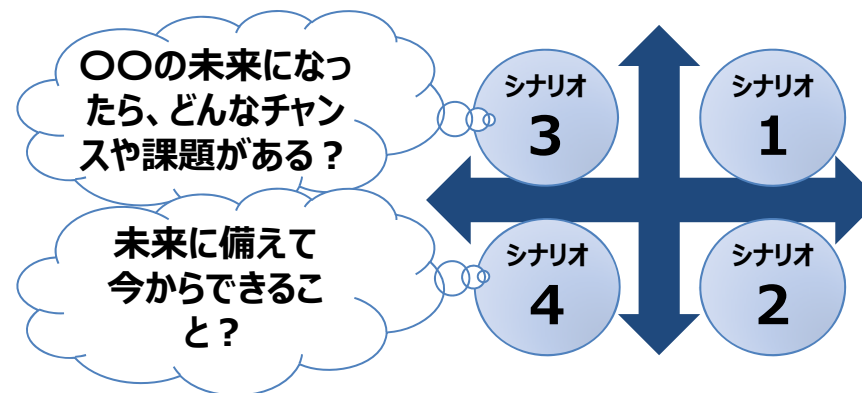 〇〇の未来になっ
たら、どんなチャン
スや課題がある？
未来に備えて
今からできるこ
と？
シナリオ
3
シナリオ
1
シナリオ
4
シナリオ
2